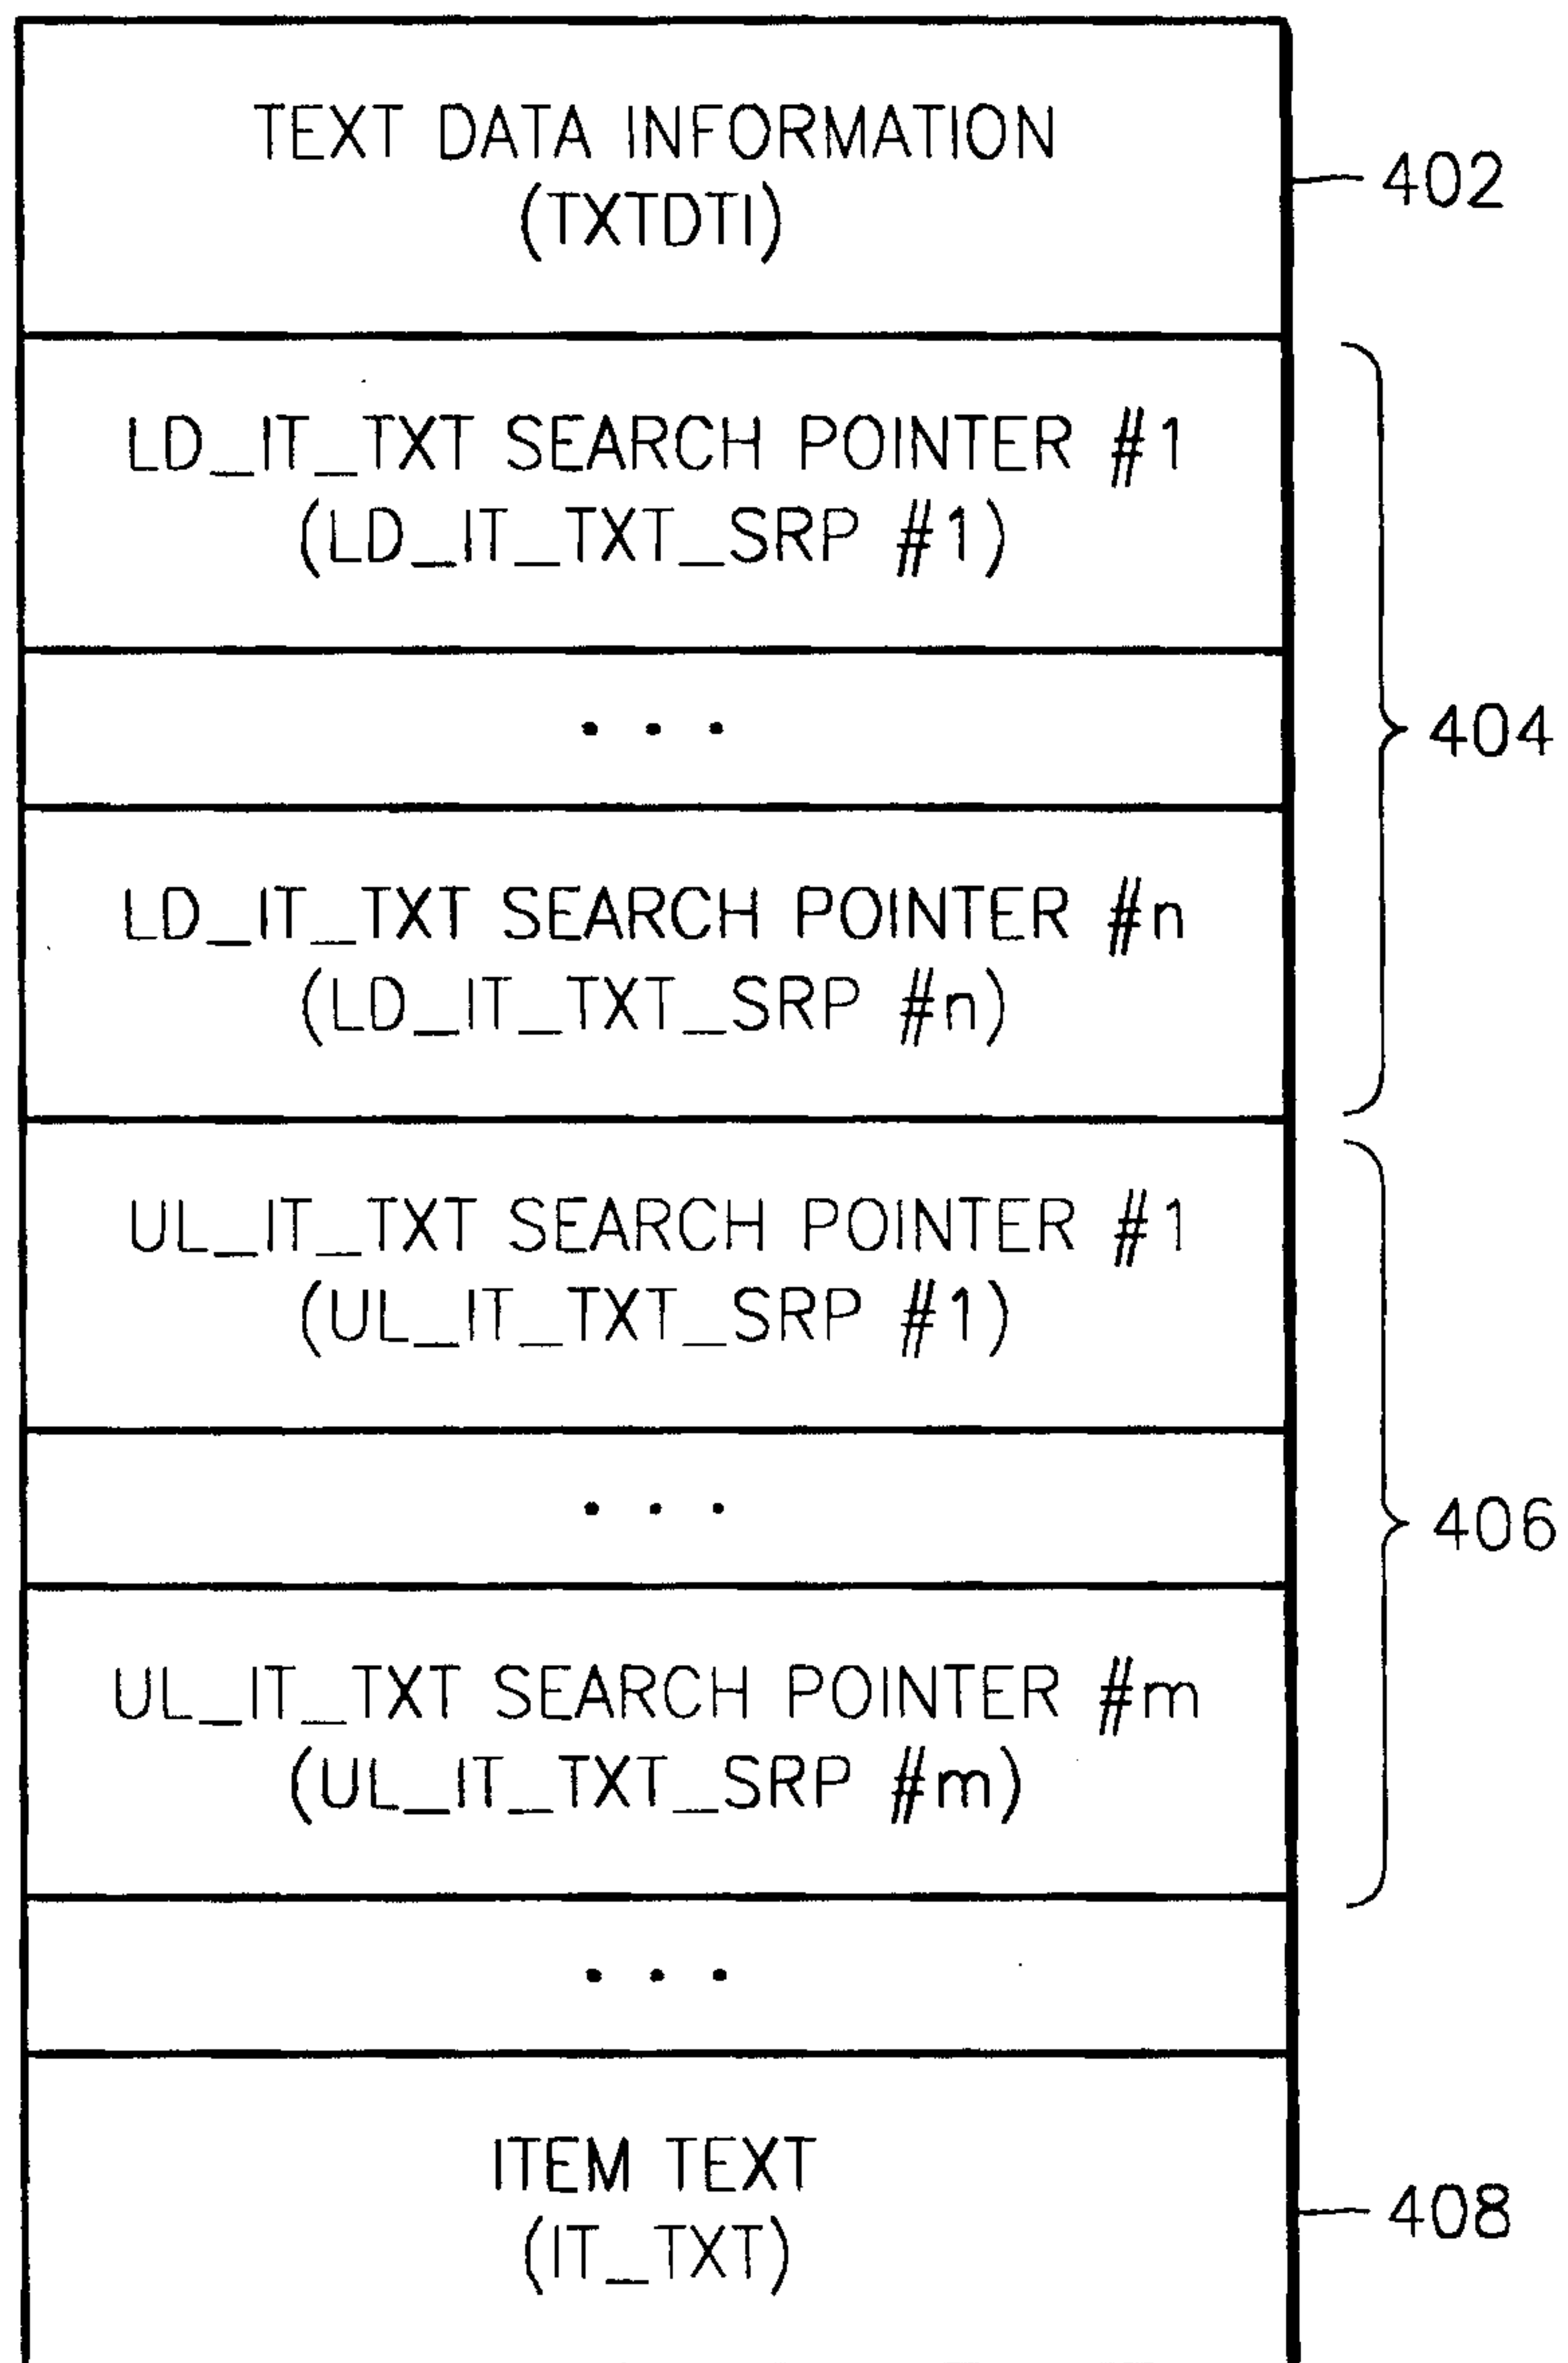 TEXT DATA INFORMATION
(TXTDTI)
402
LD_IT_TXT SEARCH POINTER #1
(LD_IT_TXT_SRP #1)
. . .
404
LD_IT_TXT SEARCH POINTER #n
(LD_IT_TXT_SRP #n)
UL_IT_TXT SEARCH POINTER #1
(UL_IT_TXT_SRP #1)
. . .
406
UL_IT_TXT SEARCH POINTER #m
(UL_IT_TXT_SRP #m)
. . .
ITEM TEXT
(IT_TXT)
408